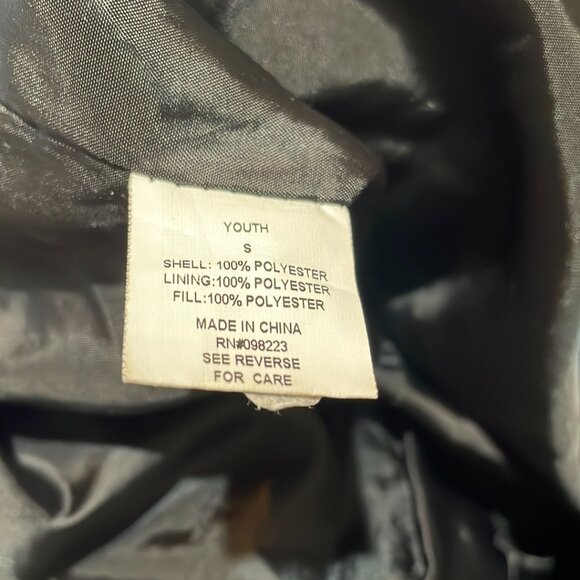 YOUTH
S
SHELL: 100% POLYESTER
LINING:100% POLYESTER
FILL:100% POLYESTER
MADE IN CHINA
RN#098223
SEE REVERSE
FOR CARE